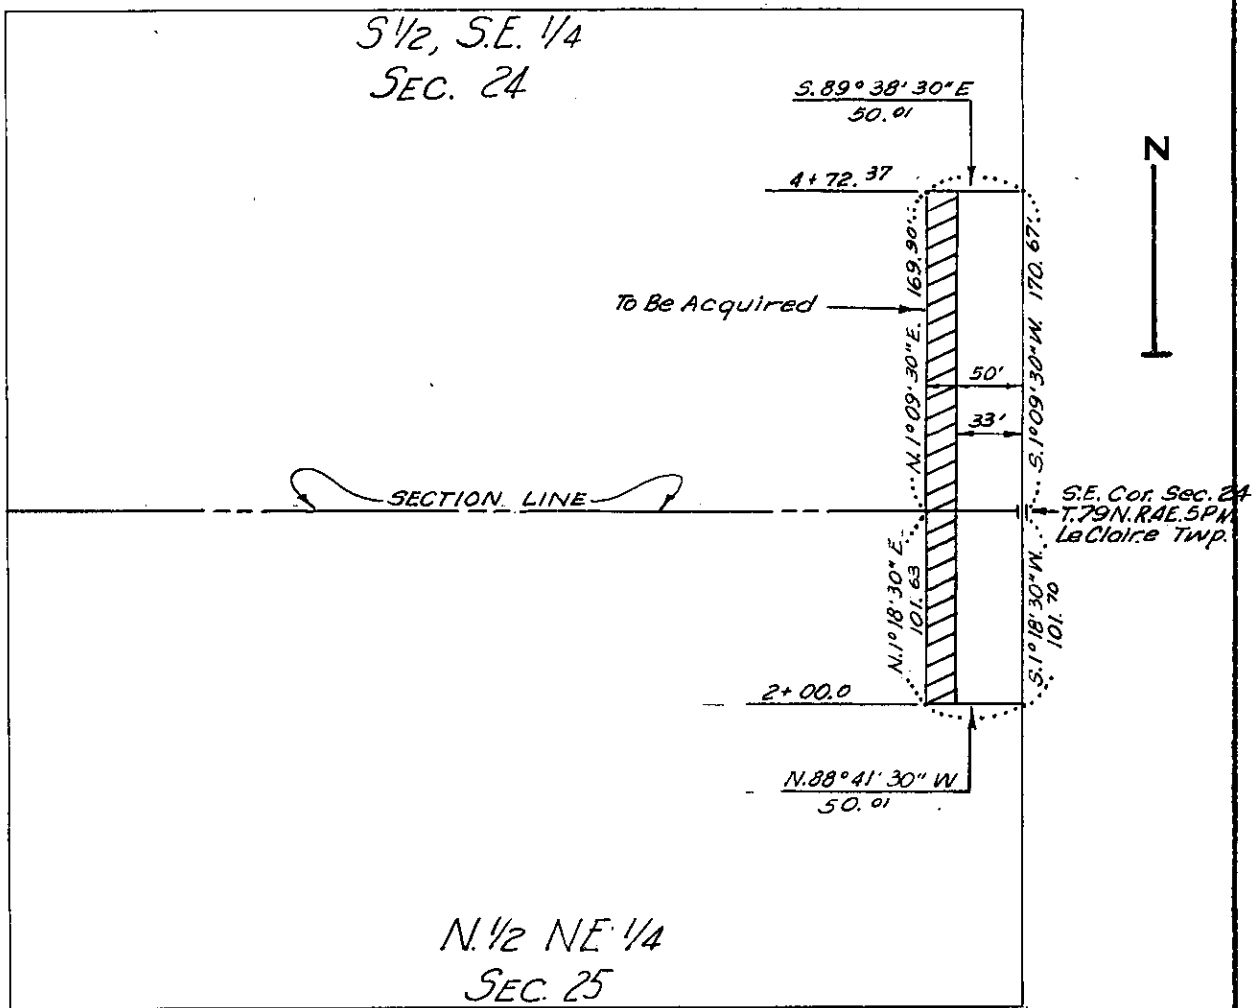 S 1/2, S.E. 1/4
SEC. 24
S. 89° 38' 30" E
50.01
N
4 + 72.37
N. 1° 09' 30" E. 169.90'
S. 1° 09' 30" W. 170.67'
To Be Acquired
50'
33'
SECTION LINE
S.E. Cor. Sec. 24
T.79N.R.4E.5PM.
LeClaire Twp.
N. 1° 18' 30" E.
101.63
S. 1° 18' 30" W.
101.70
2 + 00.0
N. 88° 41' 30" W
50.01
N. 1/2 NE 1/4
SEC. 25